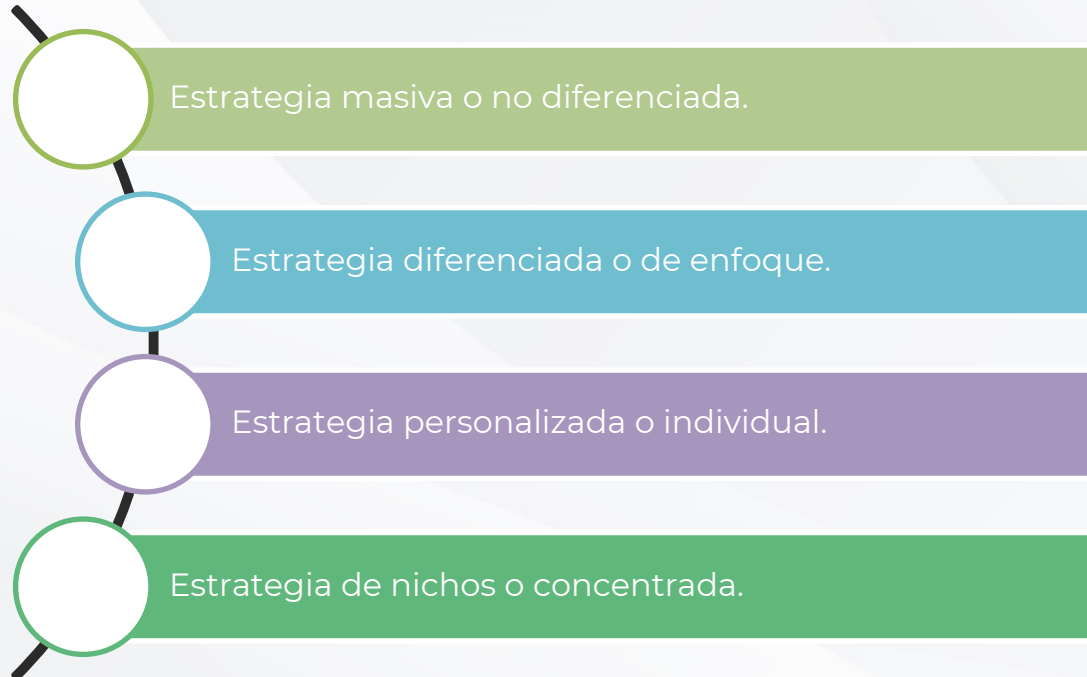 Estrategia masiva o no diferenciada.
Estrategia diferenciada o de enfoque.
Estrategia personalizada o individual.
Estrategia de nichos o concentrada.